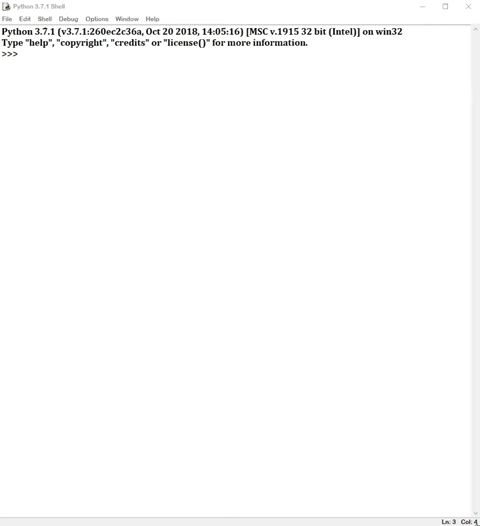 Python 3.7.1 Shell
File Edit Shell Debug Options Window Help
Python 3.7.1 (v3.7.1:260ec2c36a, Oct 20 2018, 14:05:16) [MSC v.1915 32 bit (Intel)] on win32
Type "help", "copyright", "credits" or "license()" for more information.
>>>
Ln: 3 Col: 4